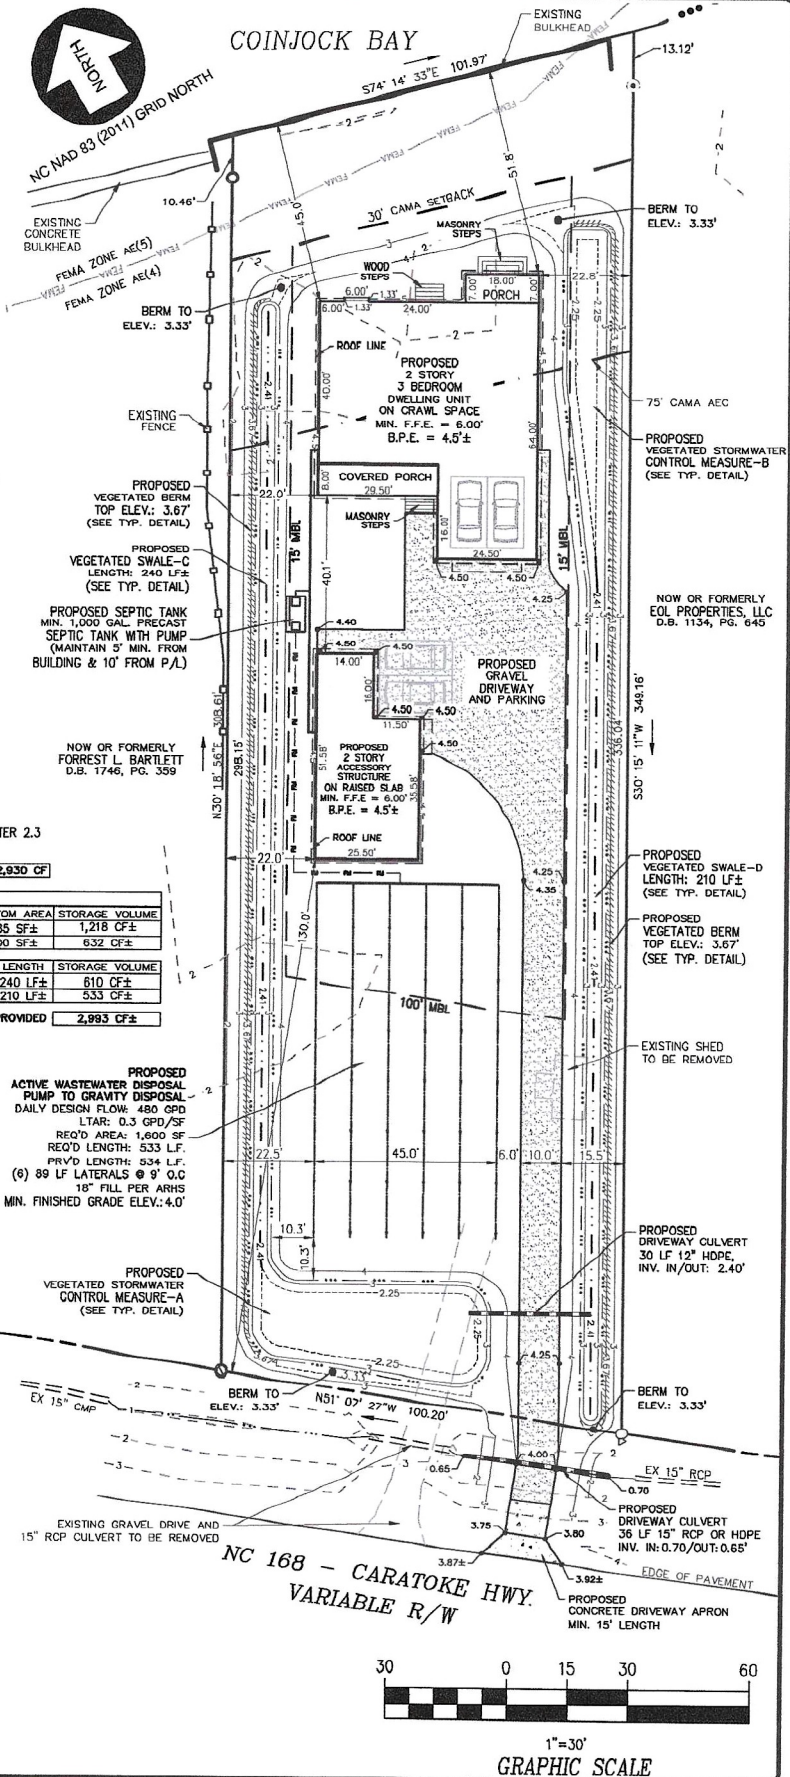 COINJOCK BAY
EXISTING
BULKHEAD
13.12'
S74° 14' 33"E 101.97'
NORTH
NC NAD 83 (2011) GRID NORTH
FEMA
10.46'
45.0'
51.8'
30' CAMA SETBACK
EXISTING
CONCRETE
BULKHEAD
FEMA ZONE AE(5)
FEMA ZONE AE(4)
BERM TO
ELEV.: 3.33'
MASONRY
STEPS
WOOD
STEPS
BERM TO
ELEV.: 3.33'
18.00'
PORCH
7.00'
7.00'
22.8'
6.00'
1.33'
6.00'
1.33'
24.00'
ROOF LINE
PROPOSED
2 STORY
3 BEDROOM
DWELLING UNIT
ON CRAWL SPACE
MIN. F.F.E. = 6.00'
B.P.E. = 4.5'±
40.00'
64.00'
75' CAMA AEC
EXISTING
FENCE
PROPOSED
VEGETATED STORMWATER
CONTROL MEASURE-B
(SEE TYP. DETAIL)
PROPOSED
VEGETATED BERM
TOP ELEV.: 3.67'
(SEE TYP. DETAIL)
22.0'
8.00'
COVERED PORCH
29.50'
MASONRY
STEPS
15' MBL
16.00'
24.50'
15' MBL
4.50
4.50
4.25
PROPOSED
VEGETATED SWALE-C
LENGTH: 240 LF±
(SEE TYP. DETAIL)
40.1'
NOW OR FORMERLY
EOL PROPERTIES, LLC
D.B. 1134, PG. 645
PROPOSED SEPTIC TANK
MIN. 1,000 GAL. PRECAST
SEPTIC TANK WITH PUMP
(MAINTAIN 5' MIN. FROM
BUILDING & 10' FROM P/L)
4.40
4.50
4.50
14.00'
16.00'
PROPOSED
GRAVEL
DRIVEWAY
AND PARKING
4.50
4.50
11.50'
4.50
N30° 18' 56"E 308.61'
298.15'
S30° 15' 11"W 349.16'
336.04'
NOW OR FORMERLY
FORREST L. BARTLETT
D.B. 1746, PG. 359
51.58'
PROPOSED
2 STORY
ACCESSORY
STRUCTURE
ON RAISED SLAB
MIN. F.F.E = 6.00'
B.P.E. = 4.5'±
35.58'
ROOF LINE
25.50'
22.0'
TER 2.3
2,930 CF
TOM AREA STORAGE VOLUME
35 SF± 1,218 CF±
00 SF± 632 CF±
LENGTH STORAGE VOLUME
240 LF± 610 CF±
210 LF± 533 CF±
ROVIDED 2,993 CF±
4.25
4.35
PROPOSED
VEGETATED SWALE-D
LENGTH: 210 LF±
(SEE TYP. DETAIL)
PROPOSED
VEGETATED BERM
TOP ELEV.: 3.67'
(SEE TYP. DETAIL)
130.0'
100' MBL
EXISTING SHED
TO BE REMOVED
PROPOSED
ACTIVE WASTEWATER DISPOSAL
PUMP TO GRAVITY DISPOSAL
DAILY DESIGN FLOW: 480 GPD
LTAR: 0.3 GPD/SF
REQ'D AREA: 1,600 SF
REQ'D LENGTH: 533 L.F.
PRV'D LENGTH: 534 L.F.
(6) 89 LF LATERALS @ 9' O.C
18" FILL PER ARHS
MIN. FINISHED GRADE ELEV.: 4.0'
22.5'
45.0'
6.0'
10.0'
15.5'
10.3'
10.3'
PROPOSED
DRIVEWAY CULVERT
30 LF 12" HDPE,
INV. IN/OUT: 2.40'
PROPOSED
VEGETATED STORMWATER
CONTROL MEASURE-A
(SEE TYP. DETAIL)
2.41
2.25
2.25
2.25
2.41
4.25
3.33'
BERM TO
ELEV.: 3.33'
BERM TO
ELEV.: 3.33'
N51° 07' 27"W 100.20'
EX 15" CMP
4.00
0.65
EX 15" RCP
0.70
EXISTING GRAVEL DRIVE AND
15" RCP CULVERT TO BE REMOVED
PROPOSED
DRIVEWAY CULVERT
36 LF 15" RCP OR HDPE
INV. IN: 0.70/OUT: 0.65'
3.75
3.80
3.87±
3.92±
EDGE OF PAVEMENT
NC 168 - CARATOKE HWY.
VARIABLE R/W
PROPOSED
CONCRETE DRIVEWAY APRON
MIN. 15' LENGTH
30 0 15 30 60
1"=30'
GRAPHIC SCALE